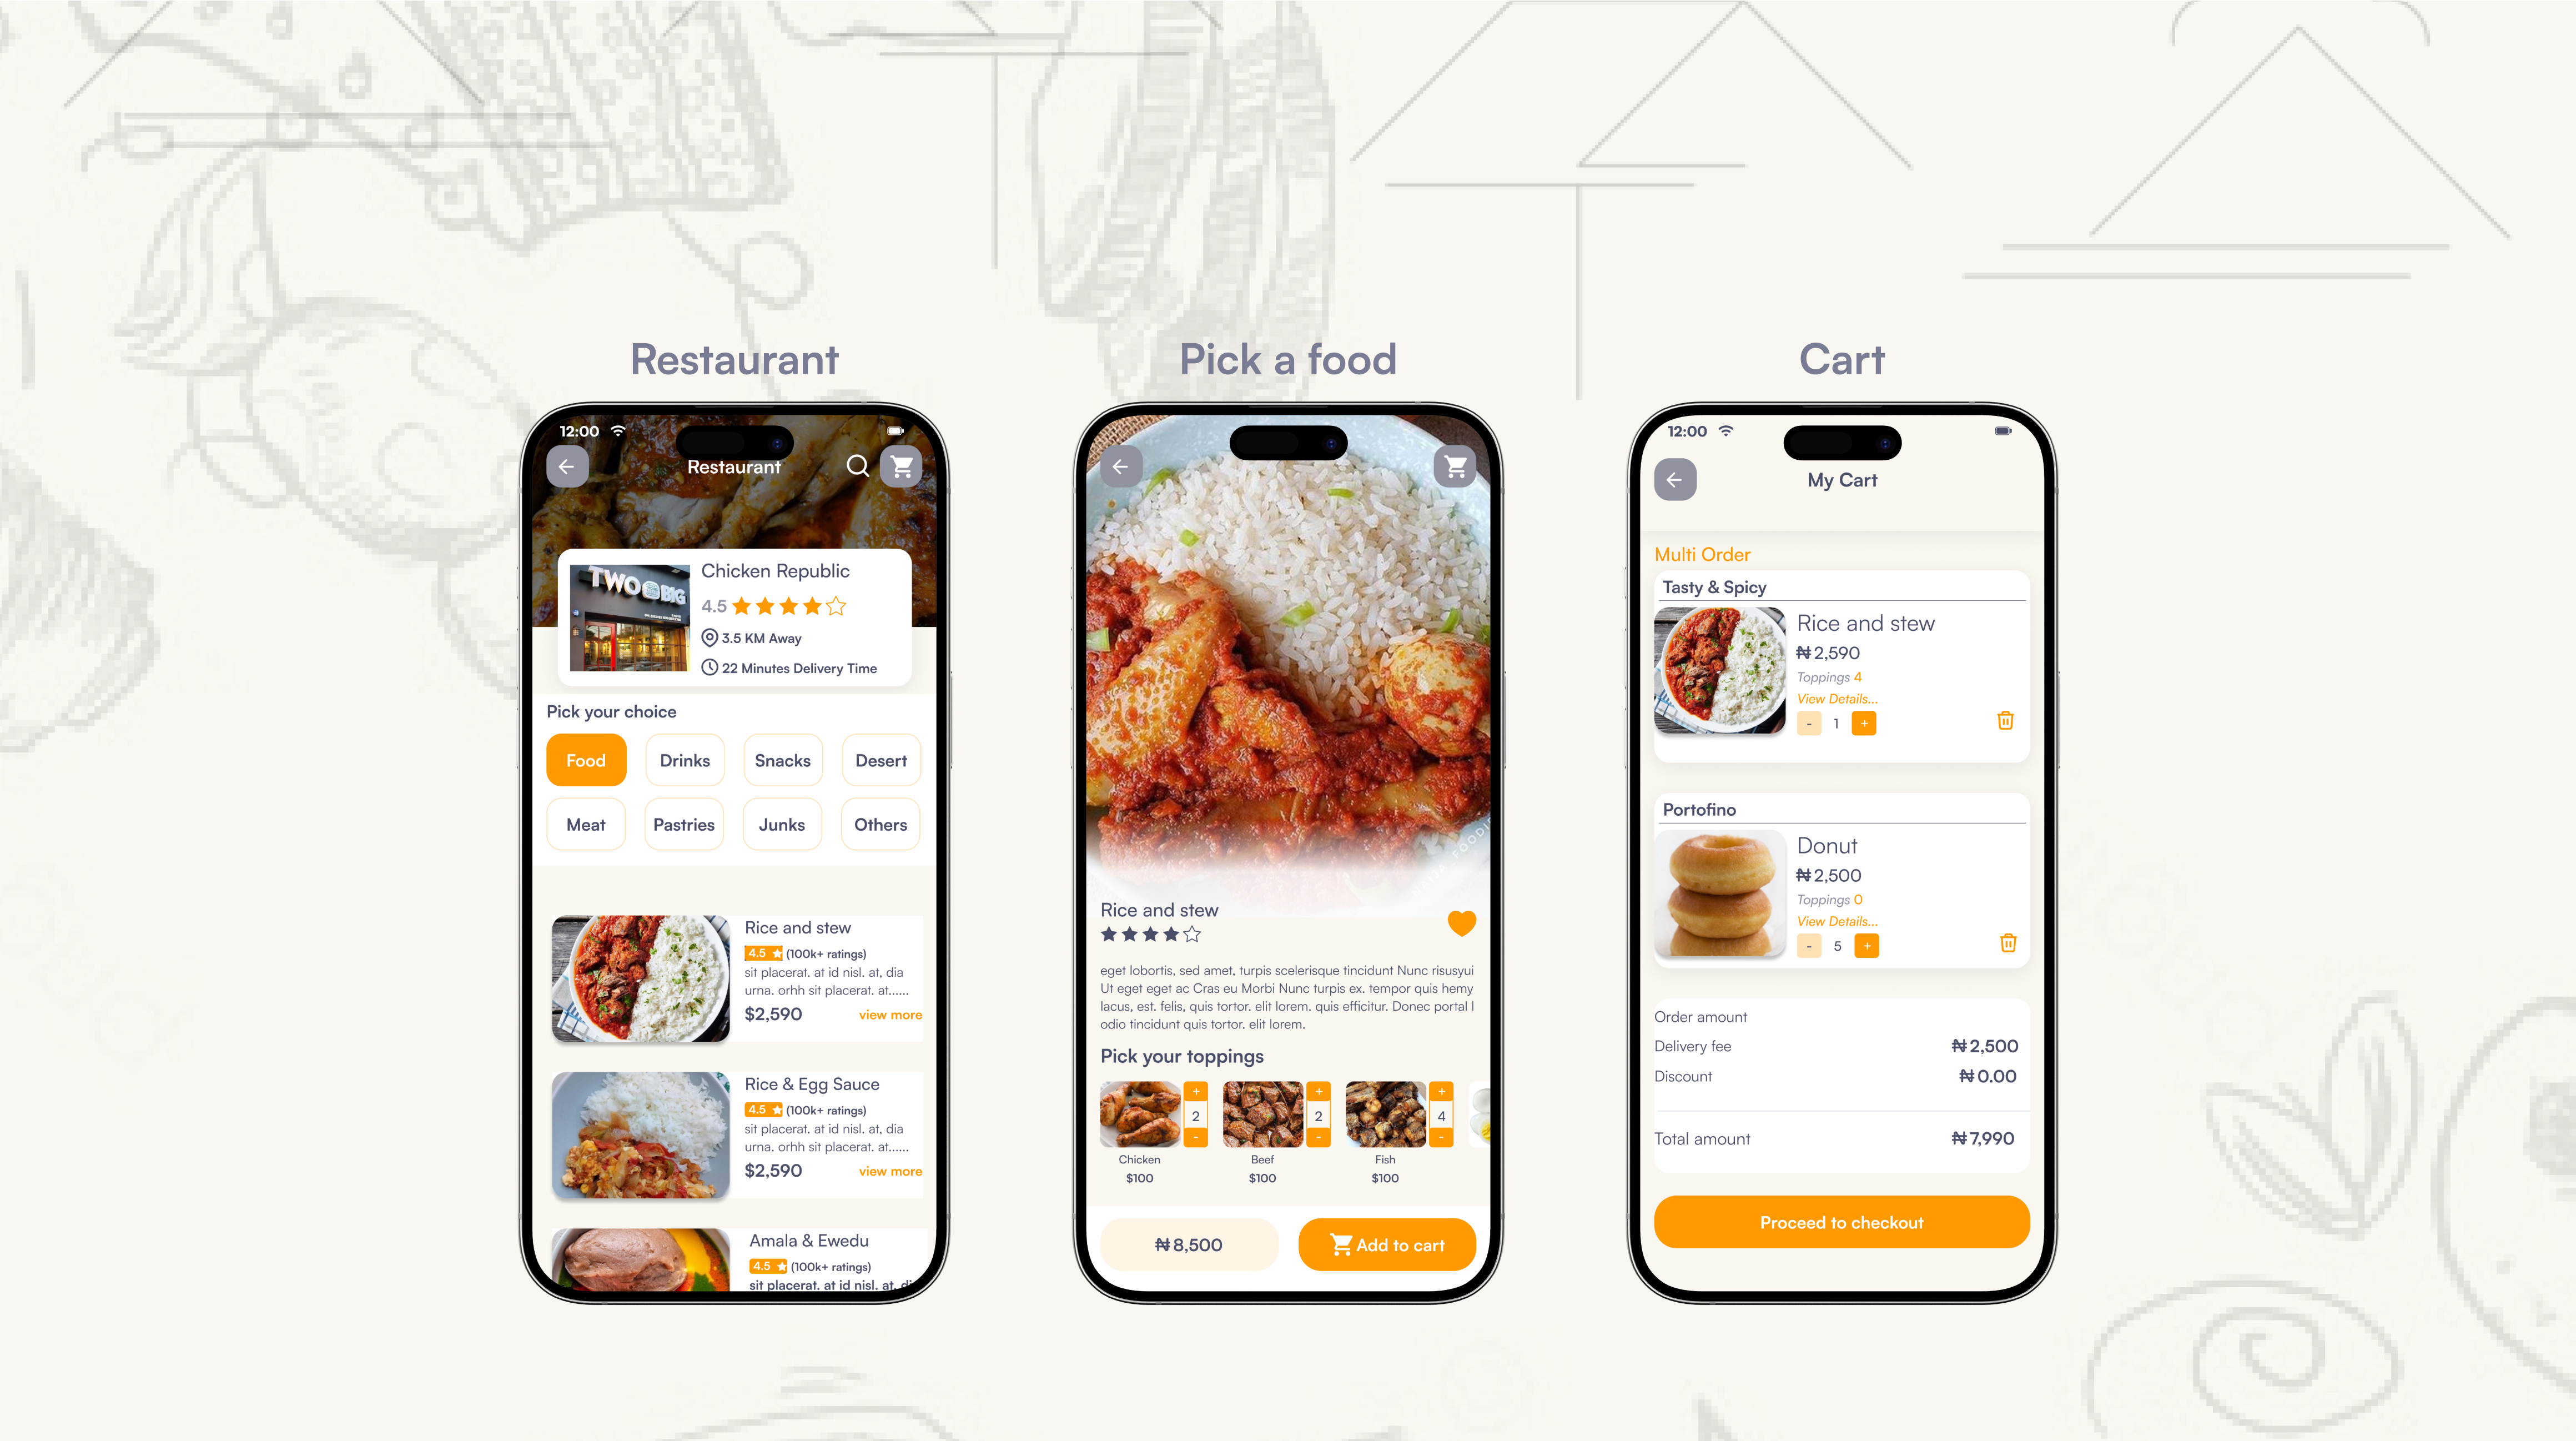 Restaurant
Pick a food
Cart
12:00
Restaurant
TWO BIG
Chicken Republic
4.5
3.5 KM Away
22 Minutes Delivery Time
Pick your choice
Food
Drinks
Snacks
Desert
Meat
Pastries
Junks
Others
Rice and stew
4.5 (100k+ ratings)
sit placerat. at id nisl. at, dia
urna. orhh sit placerat. at......
$2,590 view more
Rice & Egg Sauce
4.5 (100k+ ratings)
sit placerat. at id nisl. at, dia
urna. orhh sit placerat. at......
$2,590 view more
Amala & Ewedu
4.5 (100k+ ratings)
sit placerat. at id nisl. at, di
Rice and stew
eget lobortis, sed amet, turpis scelerisque tincidunt Nunc risusyui
Ut eget eget ac Cras eu Morbi Nunc turpis ex. tempor quis hemy
lacus, est. felis, quis tortor. elit lorem. quis efficitur. Donec portal l
odio tincidunt quis tortor. elit lorem.
Pick your toppings
+ + +
2 2 4
- - -
Chicken Beef Fish
$100 $100 $100
₦8,500
Add to cart
12:00
My Cart
Multi Order
Tasty & Spicy
Rice and stew
₦2,590
Toppings 4
View Details...
- 1 +
Portofino
Donut
₦2,500
Toppings 0
View Details...
- 5 +
Order amount
Delivery fee ₦2,500
Discount ₦0.00
Total amount ₦7,990
Proceed to checkout